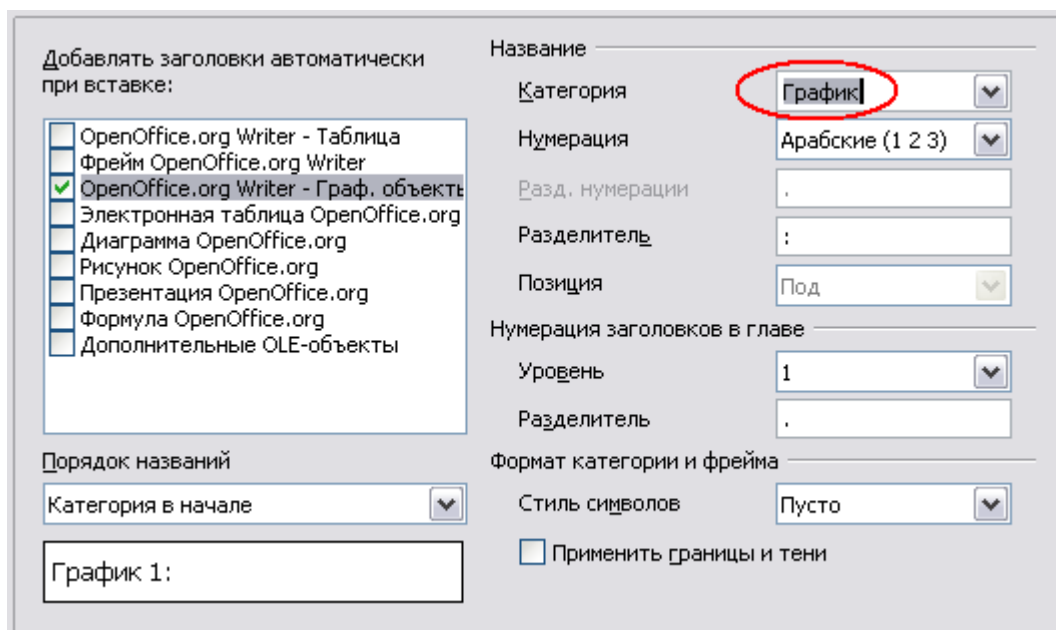 Добавлять заголовки автоматически
при вставке:
OpenOffice.org Writer - Таблица
Фрейм OpenOffice.org Writer
OpenOffice.org Writer - Граф. объекть
Электронная таблица OpenOffice.org
Диаграмма OpenOffice.org
Рисунок OpenOffice.org
Презентация OpenOffice.org
Формула OpenOffice.org
Дополнительные OLE-объекты
Порядок названий
Категория в начале
График 1:
Название
Категория График
Нумерация Арабские (1 2 3)
Разд. нумерации .
Разделитель :
Позиция Под
Нумерация заголовков в главе
Уровень 1
Разделитель .
Формат категории и фрейма
Стиль символов Пусто
Применить границы и тени